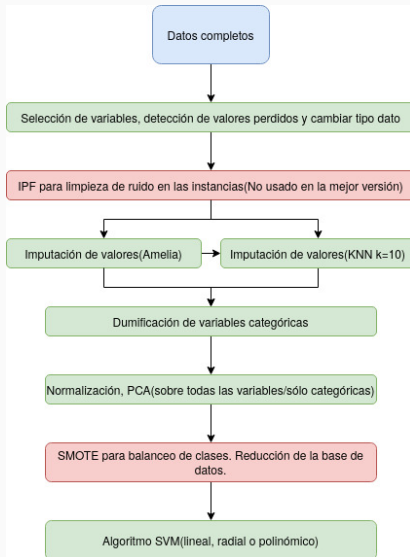 Datos completos
Selección de variables, detección de valores perdidos y cambiar tipo dato
IPF para limpieza de ruido en las instancias(No usado en la mejor versión)
Imputación de valores(Amelia)
Imputación de valores(KNN k=10)
Dumificación de variables categóricas
Normalización, PCA(sobre todas las variables/sólo categóricas)
SMOTE para balanceo de clases. Reducción de la base de
datos.
Algoritmo SVM(lineal, radial o polinómico)